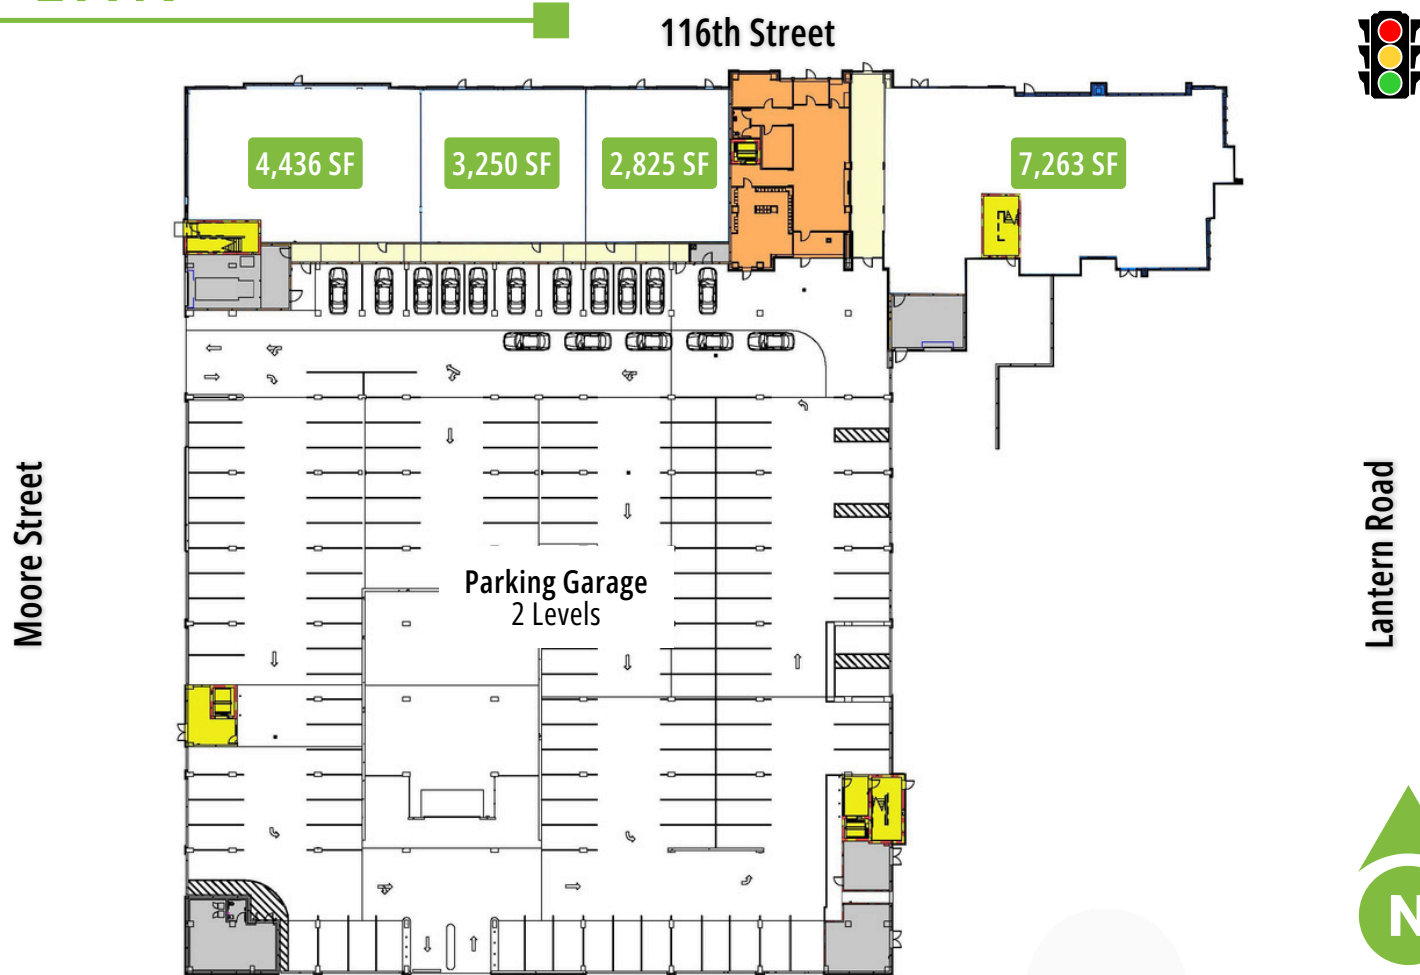 116th Street
4,436 SF
3,250 SF
2,825 SF
7,263 SF
Moore Street
Lantern Road
Parking Garage
2 Levels
N